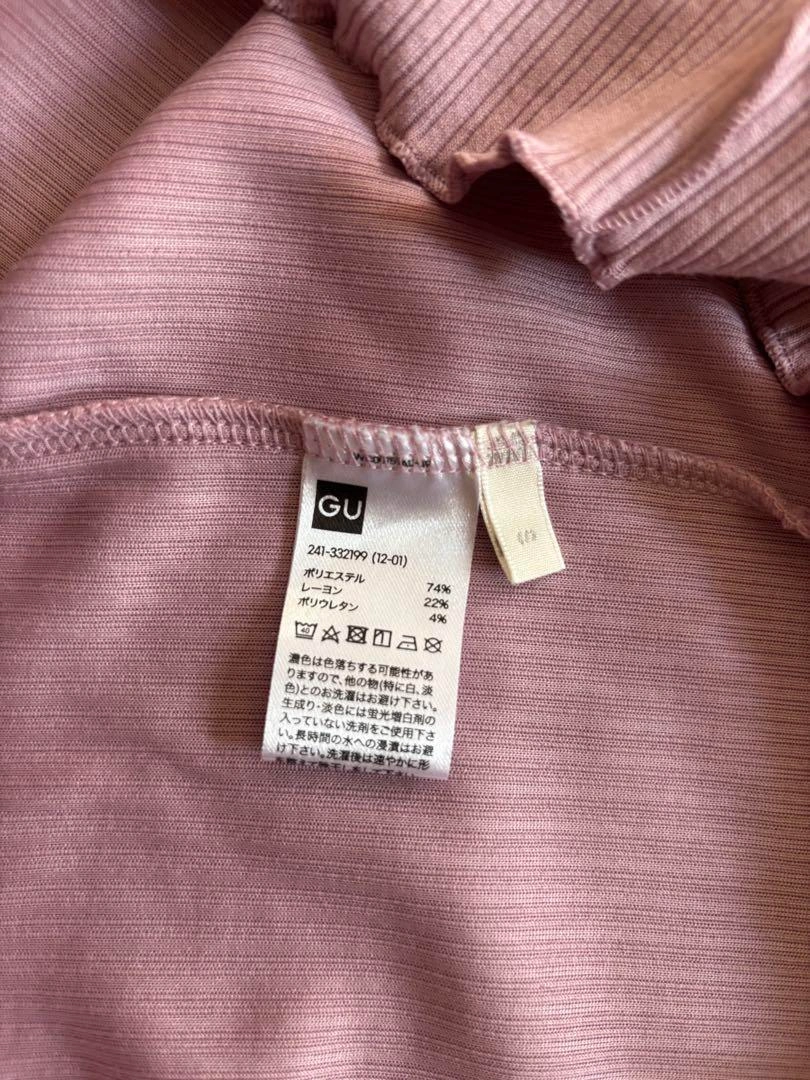 GU
241-332199 (12-01)
ポリエステル 74%
レーヨン 22%
ポリウレタン 4%
40
濃色は色落ちする可能性があ
りますので、他の物(特に白、淡
色)とのお洗濯はお避け下さい。
生成り・淡色には蛍光増白剤の
入っていない洗剤をご使用下さ
い。長時間の水への浸漬はお避
け下さい。洗濯後は速やかに形